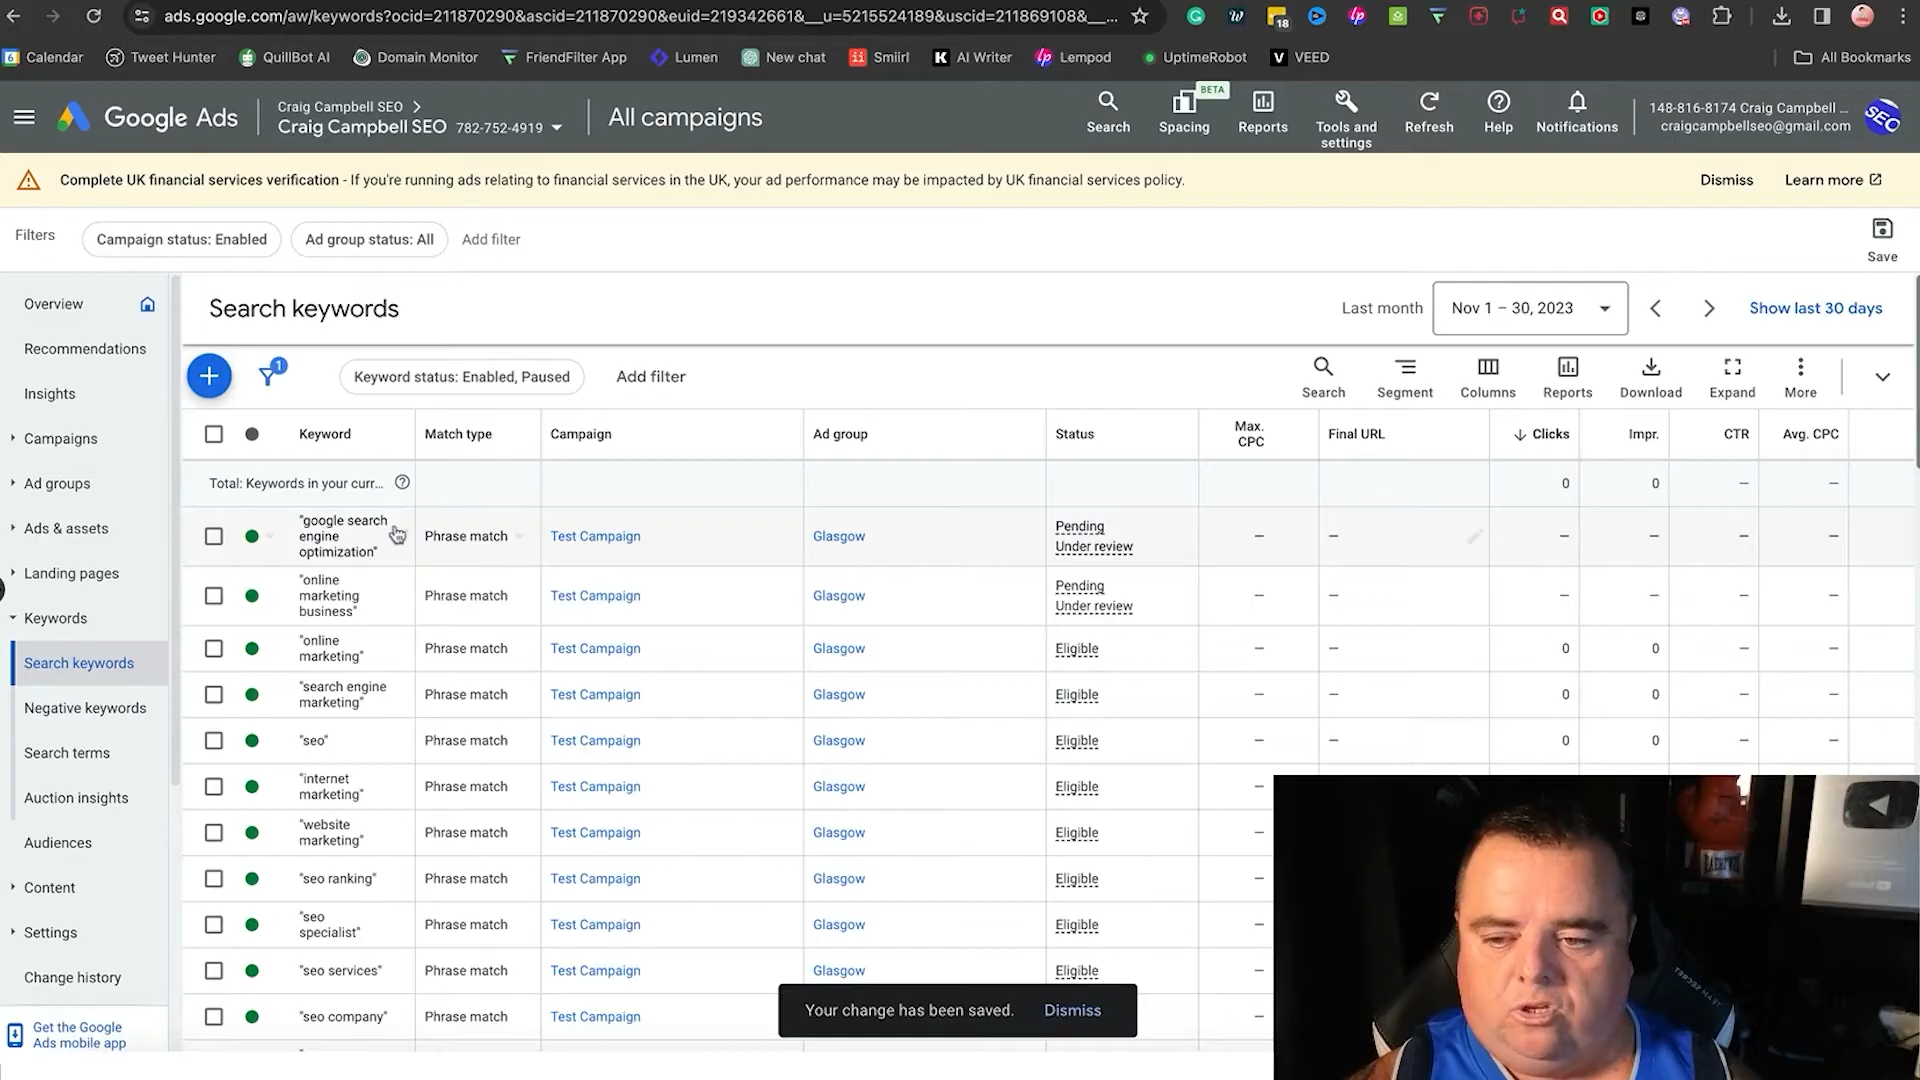 ads.google.com/aw/keywords?ocid=211870290&ascid=211870290&euid=219342661&__u=5215524189&uscid=211869108&__...
18
Calendar
Tweet Hunter
QuillBot AI
Domain Monitor
FriendFilter App
Lumen
New chat
Smiirl
AI Writer
Lempod
UptimeRobot
VEED
All Bookmarks
Google Ads
Craig Campbell SEO
Craig Campbell SEO 782-752-4919
All campaigns
Search
BETA
Spacing
Reports
Tools and
settings
Refresh
Help
Notifications
148-816-8174 Craig Campbell ...
craigcampbellseo@gmail.com
SEO
Complete UK financial services verification - If you're running ads relating to financial services in the UK, your ad performance may be impacted by UK financial services policy.
Dismiss
Learn more
Filters
Campaign status: Enabled
Ad group status: All
Add filter
Save
Overview
Recommendations
Insights
Campaigns
Ad groups
Ads & assets
Landing pages
Keywords
Search keywords
Negative keywords
Search terms
Auction insights
Audiences
Content
Settings
Change history
Get the Google
Ads mobile app
Search keywords
Last month
Nov 1 – 30, 2023
Show last 30 days
1
Keyword status: Enabled, Paused
Add filter
Search
Segment
Columns
Reports
Download
Expand
More
Keyword
Match type
Campaign
Ad group
Status
Max.
CPC
Final URL
Clicks
Impr.
CTR
Avg. CPC
Total: Keywords in your curr...
0
0
–
–
"google search
engine
optimization"
Phrase match
Test Campaign
Glasgow
Pending
Under review
–
–
–
–
–
–
"online
marketing
business"
Phrase match
Test Campaign
Glasgow
Pending
Under review
–
–
–
–
–
–
"online
marketing"
Phrase match
Test Campaign
Glasgow
Eligible
–
–
0
0
–
–
"search engine
marketing"
Phrase match
Test Campaign
Glasgow
Eligible
–
–
0
0
–
–
"seo"
Phrase match
Test Campaign
Glasgow
Eligible
–
–
0
0
–
–
"internet
marketing"
Phrase match
Test Campaign
Glasgow
Eligible
–
"website
marketing"
Phrase match
Test Campaign
Glasgow
Eligible
–
"seo ranking"
Phrase match
Test Campaign
Glasgow
Eligible
–
"seo
specialist"
Phrase match
Test Campaign
Glasgow
Eligible
–
"seo services"
Phrase match
Test Campaign
Glasgow
Eligible
–
"seo company"
Phrase match
Test Campaign
–
Your change has been saved.
Dismiss